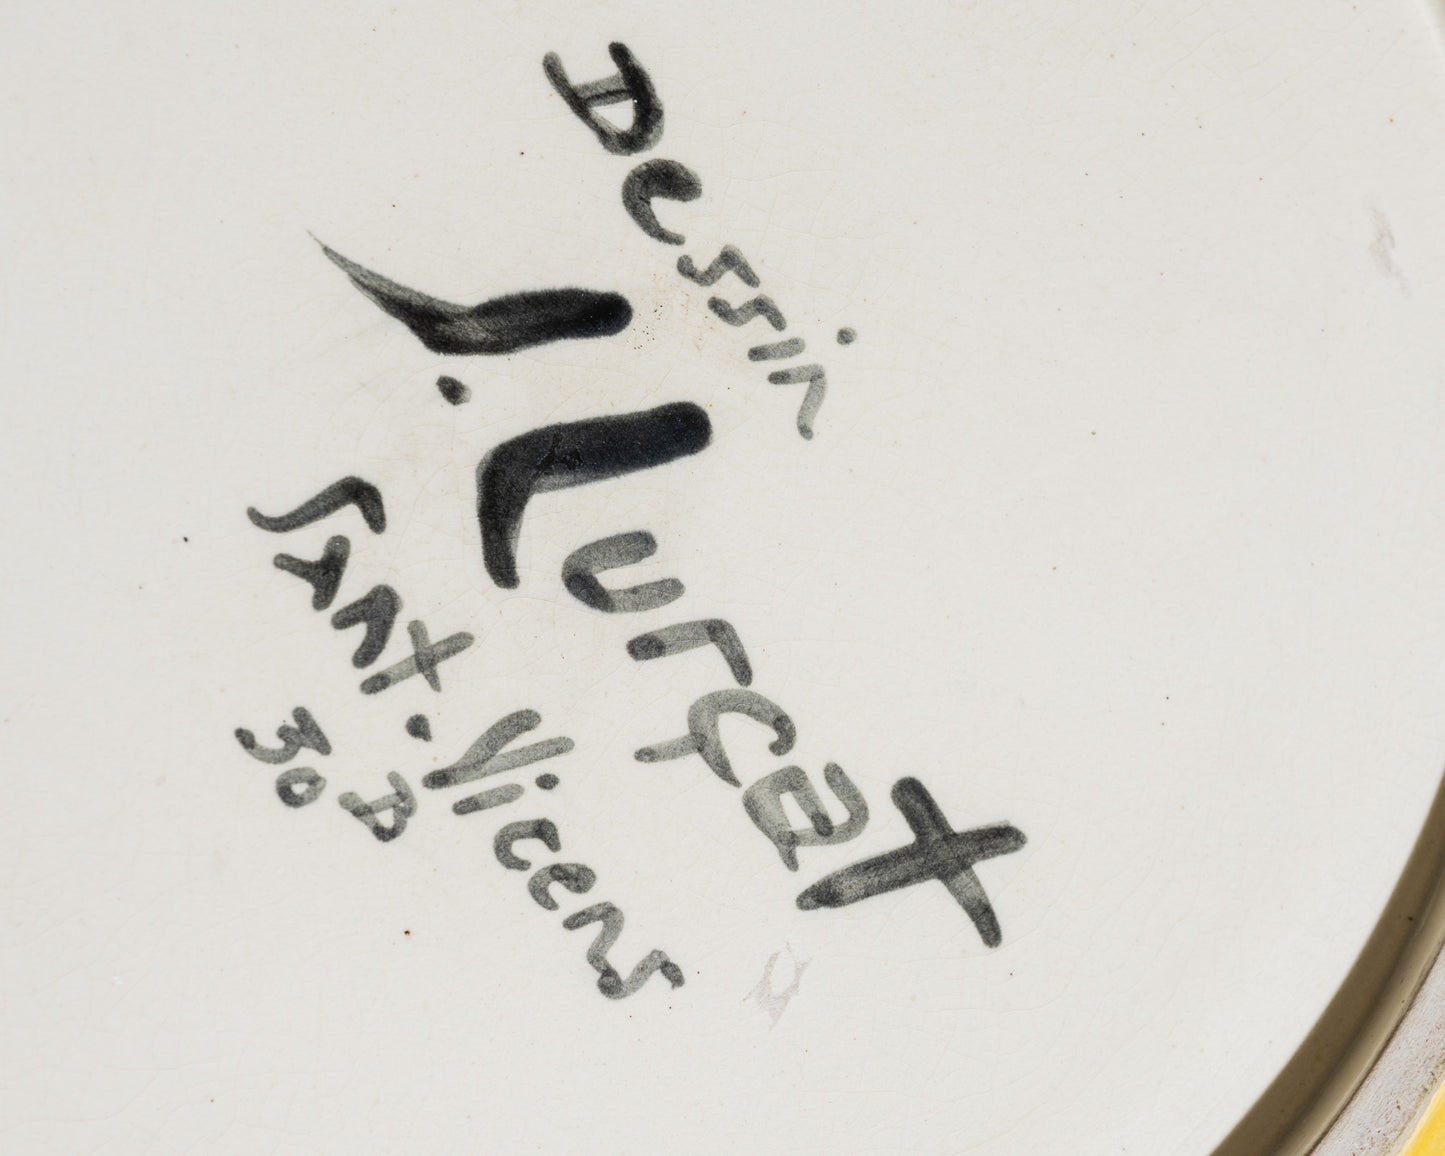 Dessin
J. Lurçat
Sant. Vicens
30 D